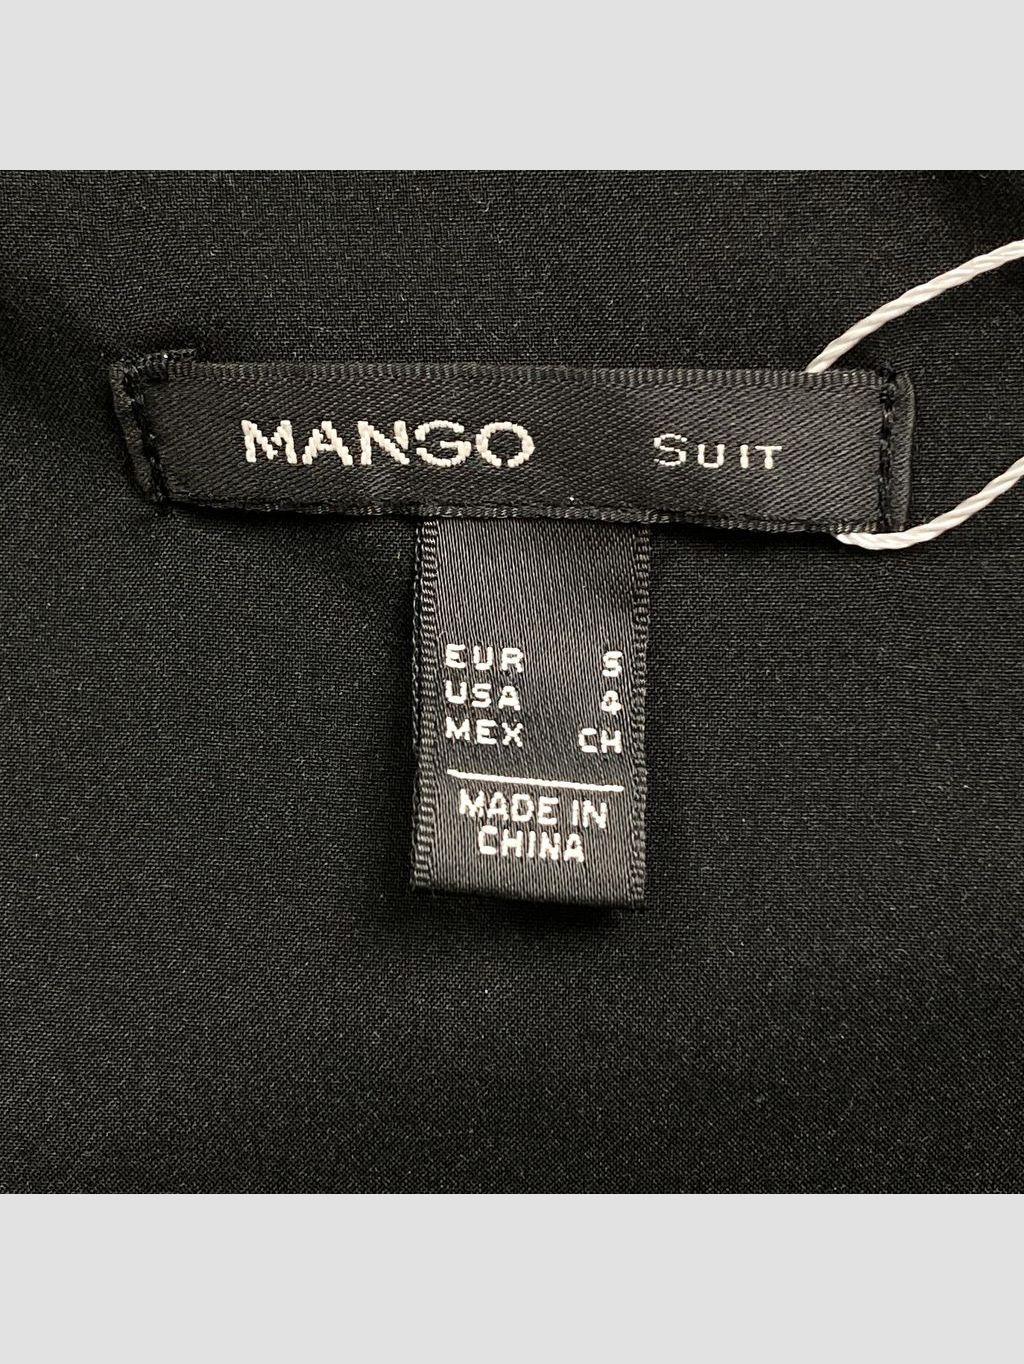 MANGO SUIT
EUR S
USA 4
MEX CH
MADE IN
CHINA